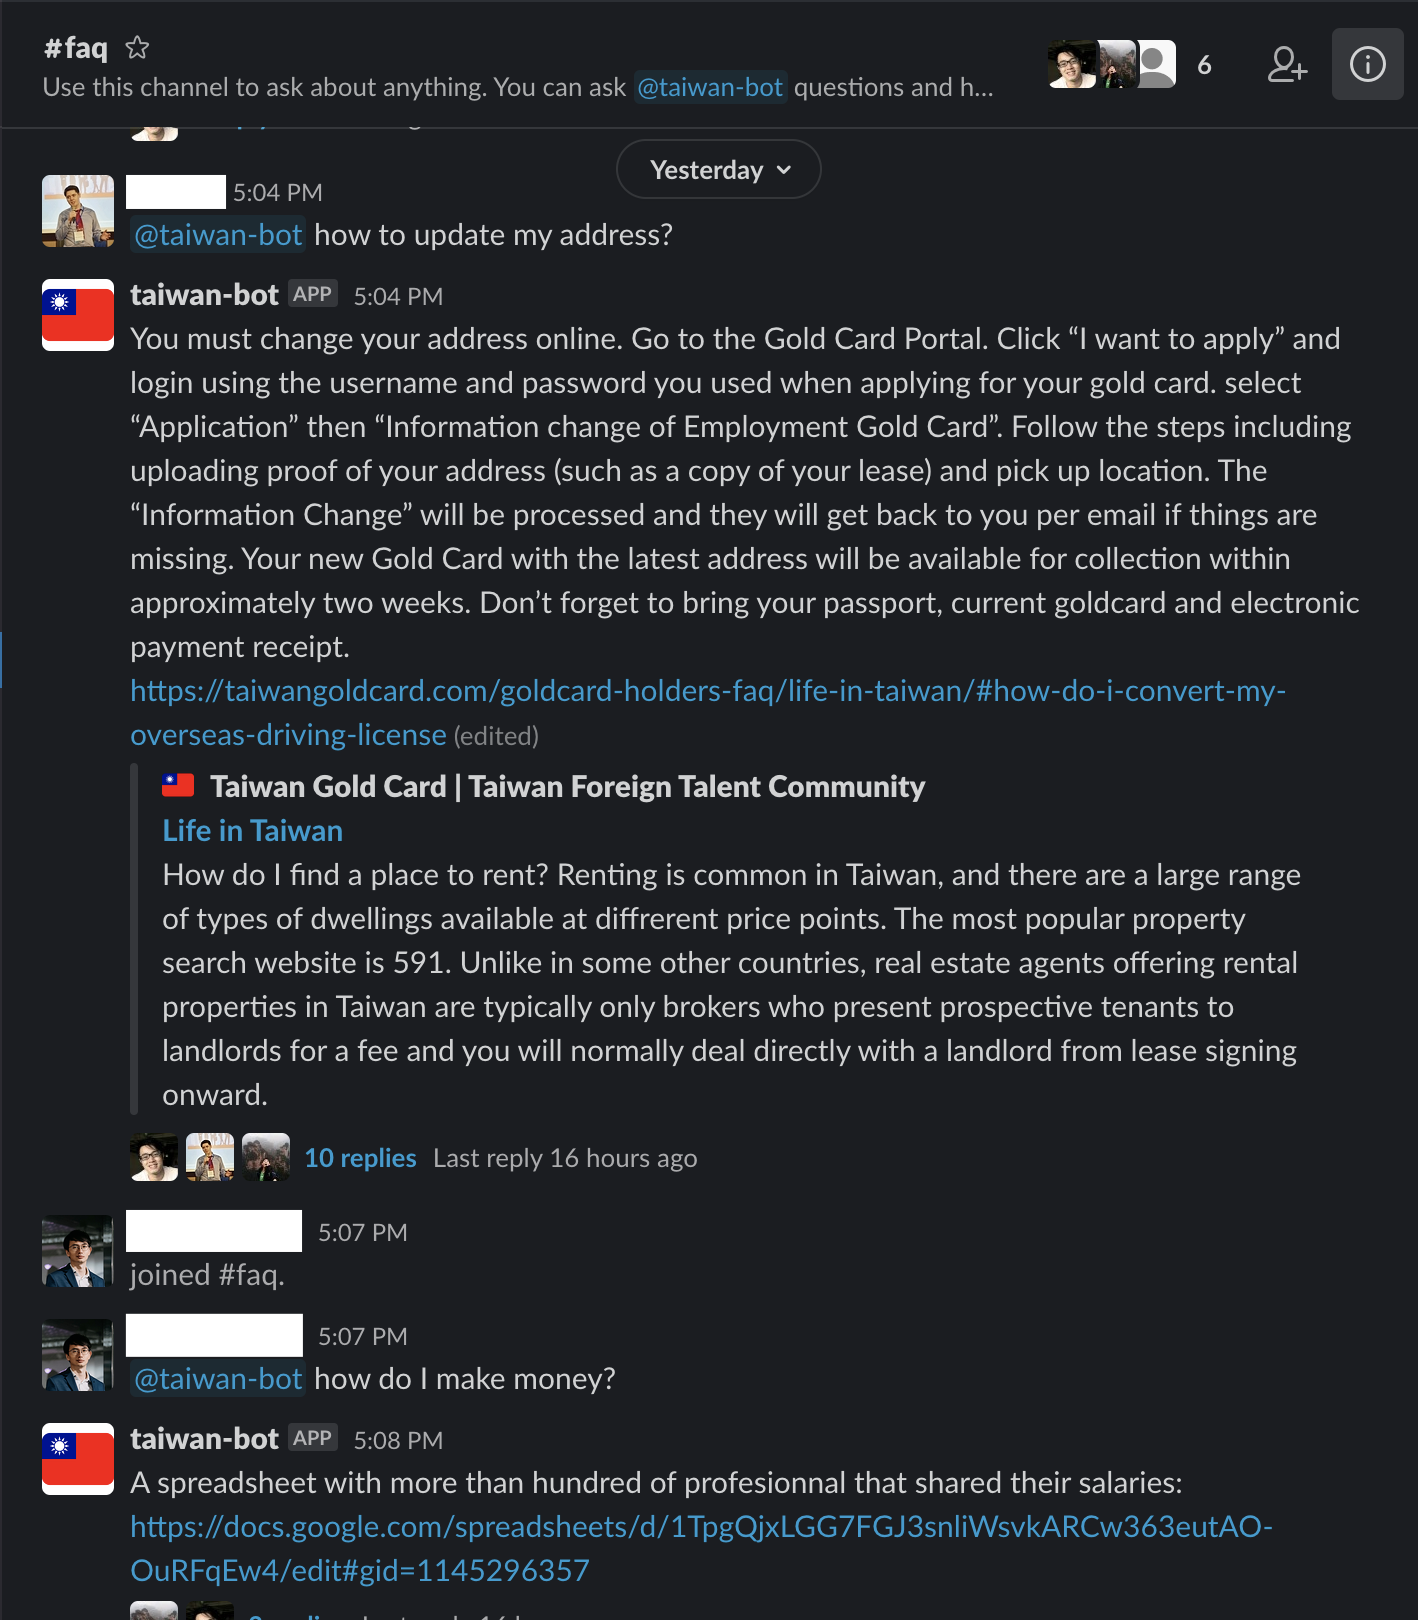 #faq
Use this channel to ask about anything. You can ask @taiwan-bot questions and h...
6
Yesterday
5:04 PM
@taiwan-bot how to update my address?
taiwan-bot APP 5:04 PM
You must change your address online. Go to the Gold Card Portal. Click “I want to apply” and
login using the username and password you used when applying for your gold card. select
“Application” then “Information change of Employment Gold Card”. Follow the steps including
uploading proof of your address (such as a copy of your lease) and pick up location. The
“Information Change” will be processed and they will get back to you per email if things are
missing. Your new Gold Card with the latest address will be available for collection within
approximately two weeks. Don’t forget to bring your passport, current goldcard and electronic
payment receipt.
https://taiwangoldcard.com/goldcard-holders-faq/life-in-taiwan/#how-do-i-convert-my-
overseas-driving-license (edited)
Taiwan Gold Card | Taiwan Foreign Talent Community
Life in Taiwan
How do I find a place to rent? Renting is common in Taiwan, and there are a large range
of types of dwellings available at diffrerent price points. The most popular property
search website is 591. Unlike in some other countries, real estate agents offering rental
properties in Taiwan are typically only brokers who present prospective tenants to
landlords for a fee and you will normally deal directly with a landlord from lease signing
onward.
10 replies Last reply 16 hours ago
5:07 PM
joined #faq.
5:07 PM
@taiwan-bot how do I make money?
taiwan-bot APP 5:08 PM
A spreadsheet with more than hundred of profesionnal that shared their salaries:
https://docs.google.com/spreadsheets/d/1TpgQjxLGG7FGJ3snliWsvkARCw363eutAO-
OuRFqEw4/edit#gid=1145296357